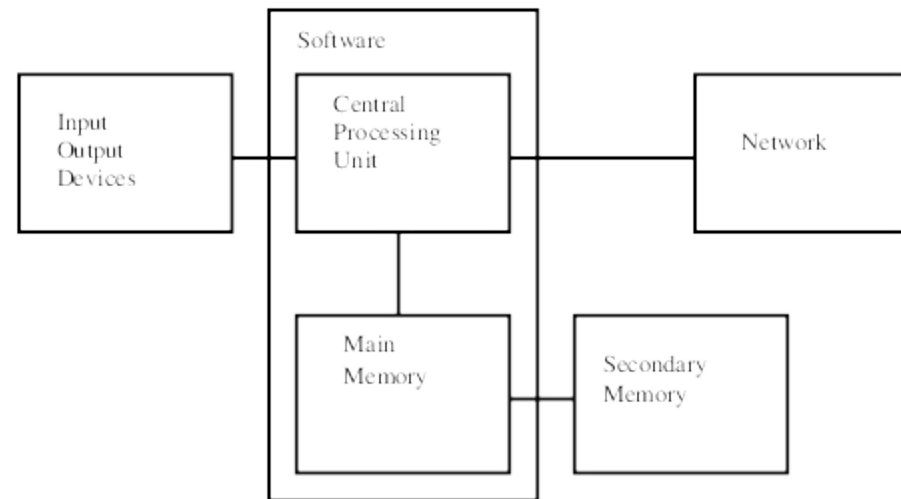 Software
Input
Output
Devices
Central
Processing
Unit
Network
Main
Memory
Secondary
Memory